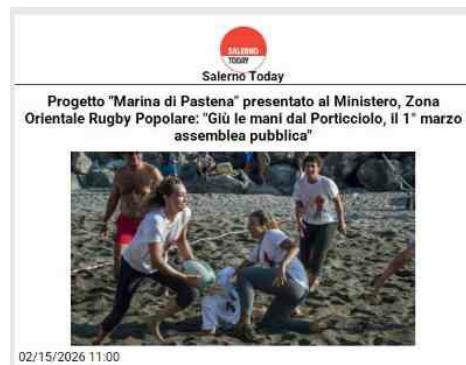 SALERNO
TODAY
Salerno Today
Progetto "Marina di Pastena" presentato al Ministero, Zona
Orientale Rugby Popolare: "Giù le mani dal Porticciolo, il 1° marzo
assemblea pubblica"
02/15/2026 11:00